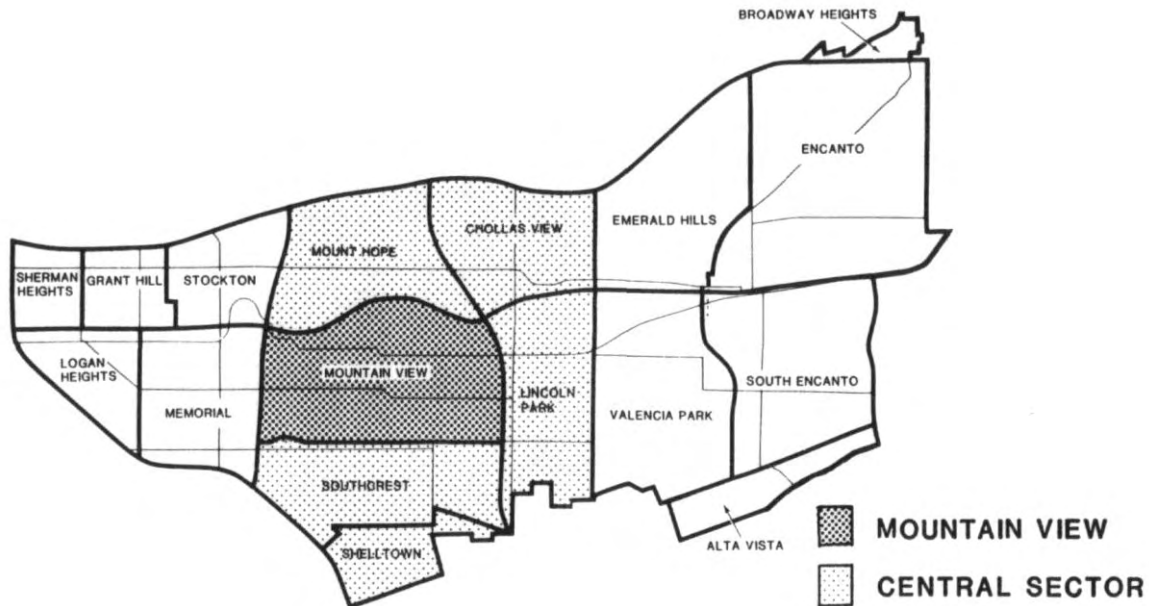 BROADWAY HEIGHTS
ENCANTO
EMERALD HILLS
CHOLLAS VIEW
MOUNT HOPE
SHERMAN
HEIGHTS
GRANT HILL
STOCKTON
LOGAN
HEIGHTS
MEMORIAL
MOUNTAIN VIEW
LINCOLN
PARK
VALENCIA PARK
SOUTH ENCANTO
SOUTHCREST
SHELLTOWN
ALTA VISTA
MOUNTAIN VIEW
CENTRAL SECTOR